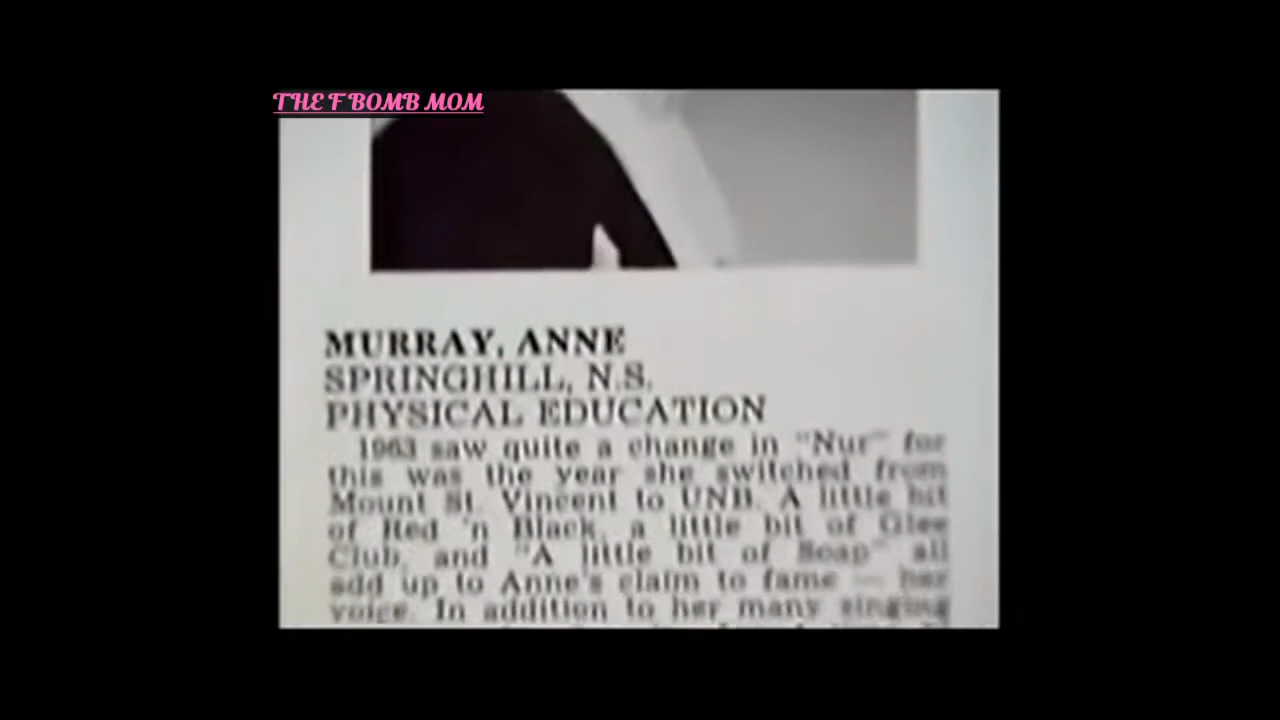 THE F BOMB MOM
MURRAY, ANNE
SPRINGHILL, N.S.
PHYSICAL EDUCATION
1963 saw quite a change in "Nur" for
this was the year she switched from
Mount St. Vincent to UNB. A little bit
of Red 'n Black, a little bit of Glee
Club, and "A little bit of Soap" all
add up to Anne's claim to fame — her
voice. In addition to her many singing